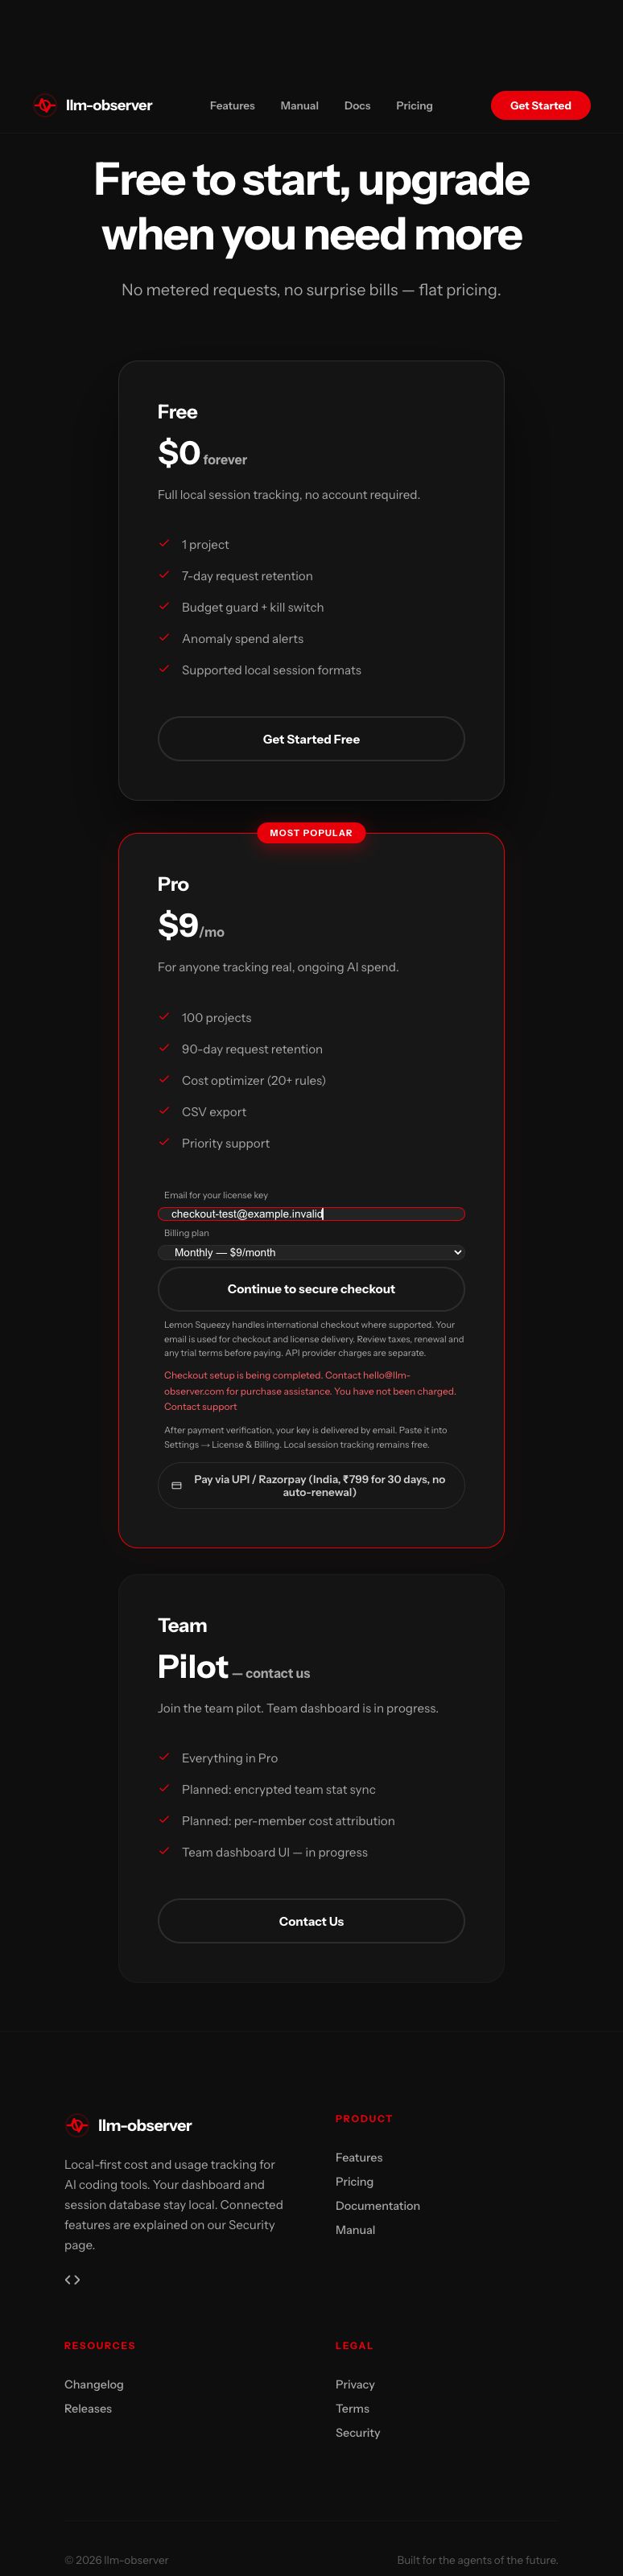 llm-observer
Features
Manual
Docs
Pricing
Get Started
Free to start, upgrade
when you need more
No metered requests, no surprise bills — flat pricing.
Free
$0 forever
Full local session tracking, no account required.
1 project
7-day request retention
Budget guard + kill switch
Anomaly spend alerts
Supported local session formats
Get Started Free
MOST POPULAR
Pro
$9/mo
For anyone tracking real, ongoing AI spend.
100 projects
90-day request retention
Cost optimizer (20+ rules)
CSV export
Priority support
Email for your license key
checkout-test@example.invalid
Billing plan
Monthly — $9/month
Continue to secure checkout
Lemon Squeezy handles international checkout where supported. Your
email is used for checkout and license delivery. Review taxes, renewal and
any trial terms before paying. API provider charges are separate.
Checkout setup is being completed. Contact hello@llm-
observer.com for purchase assistance. You have not been charged.
Contact support
After payment verification, your key is delivered by email. Paste it into
Settings → License & Billing. Local session tracking remains free.
Pay via UPI / Razorpay (India, ₹799 for 30 days, no
auto-renewal)
Team
Pilot — contact us
Join the team pilot. Team dashboard is in progress.
Everything in Pro
Planned: encrypted team stat sync
Planned: per-member cost attribution
Team dashboard UI — in progress
Contact Us
llm-observer
Local-first cost and usage tracking for
AI coding tools. Your dashboard and
session database stay local. Connected
features are explained on our Security
page.
PRODUCT
Features
Pricing
Documentation
Manual
RESOURCES
Changelog
Releases
LEGAL
Privacy
Terms
Security
© 2026 llm-observer
Built for the agents of the future.